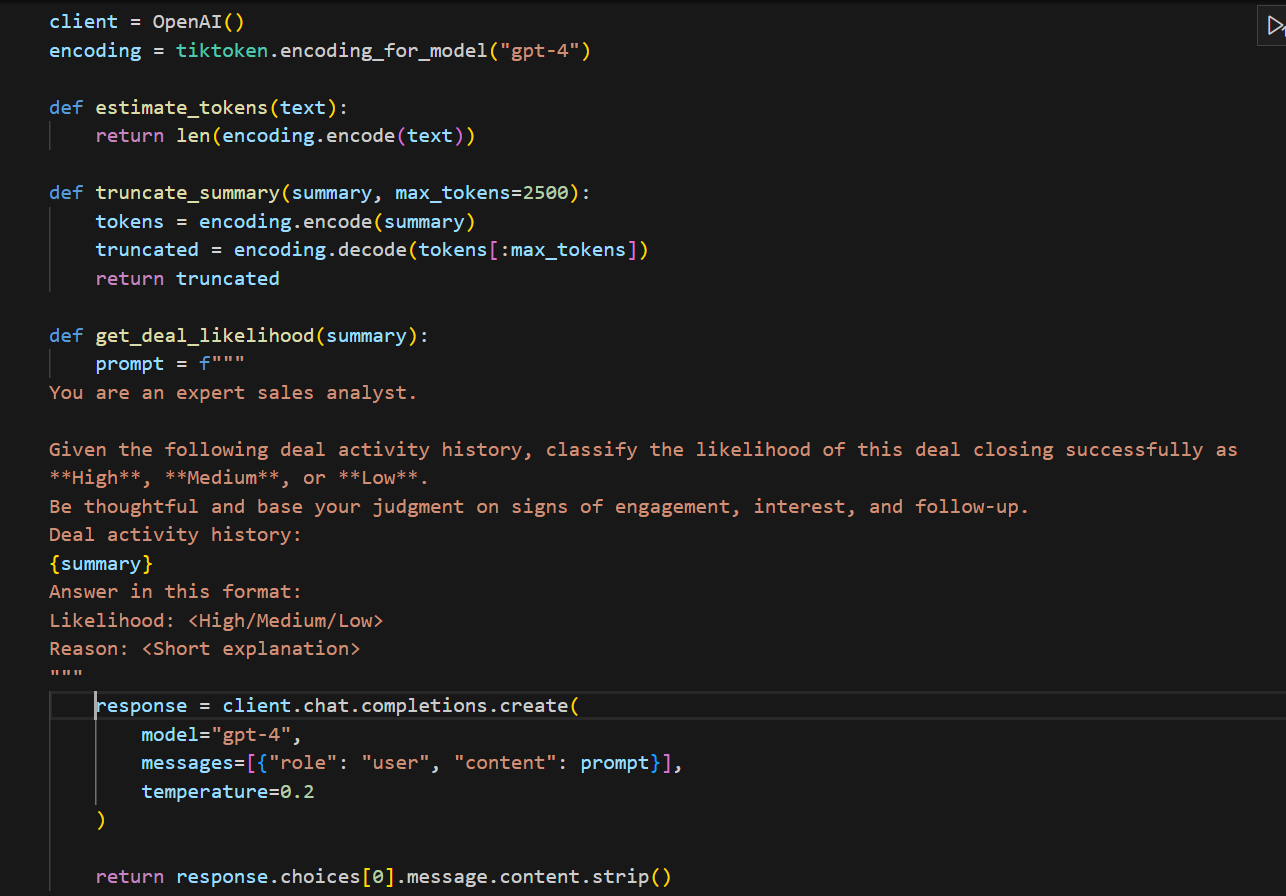 client = OpenAI()
encoding = tiktoken.encoding_for_model("gpt-4")

def estimate_tokens(text):
    return len(encoding.encode(text))

def truncate_summary(summary, max_tokens=2500):
    tokens = encoding.encode(summary)
    truncated = encoding.decode(tokens[:max_tokens])
    return truncated

def get_deal_likelihood(summary):
    prompt = f"""
You are an expert sales analyst.

Given the following deal activity history, classify the likelihood of this deal closing successfully as
**High**, **Medium**, or **Low**.
Be thoughtful and base your judgment on signs of engagement, interest, and follow-up.
Deal activity history:
{summary}
Answer in this format:
Likelihood: <High/Medium/Low>
Reason: <Short explanation>
"""
    response = client.chat.completions.create(
        model="gpt-4",
        messages=[{"role": "user", "content": prompt}],
        temperature=0.2
    )

    return response.choices[0].message.content.strip()